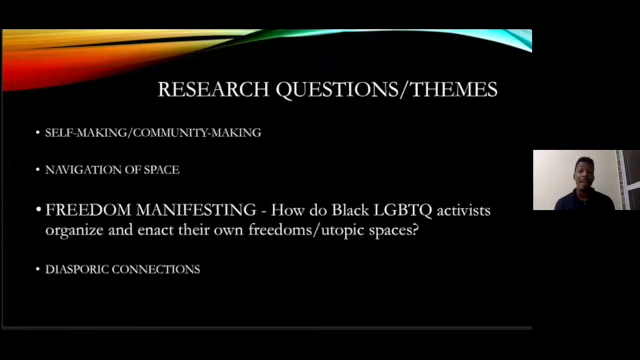 RESEARCH QUESTIONS/THEMES
• SELF-MAKING/COMMUNITY-MAKING
• NAVIGATION OF SPACE
• FREEDOM MANIFESTING - How do Black LGBTQ activists
organize and enact their own freedoms/utopic spaces?
• DIASPORIC CONNECTIONS